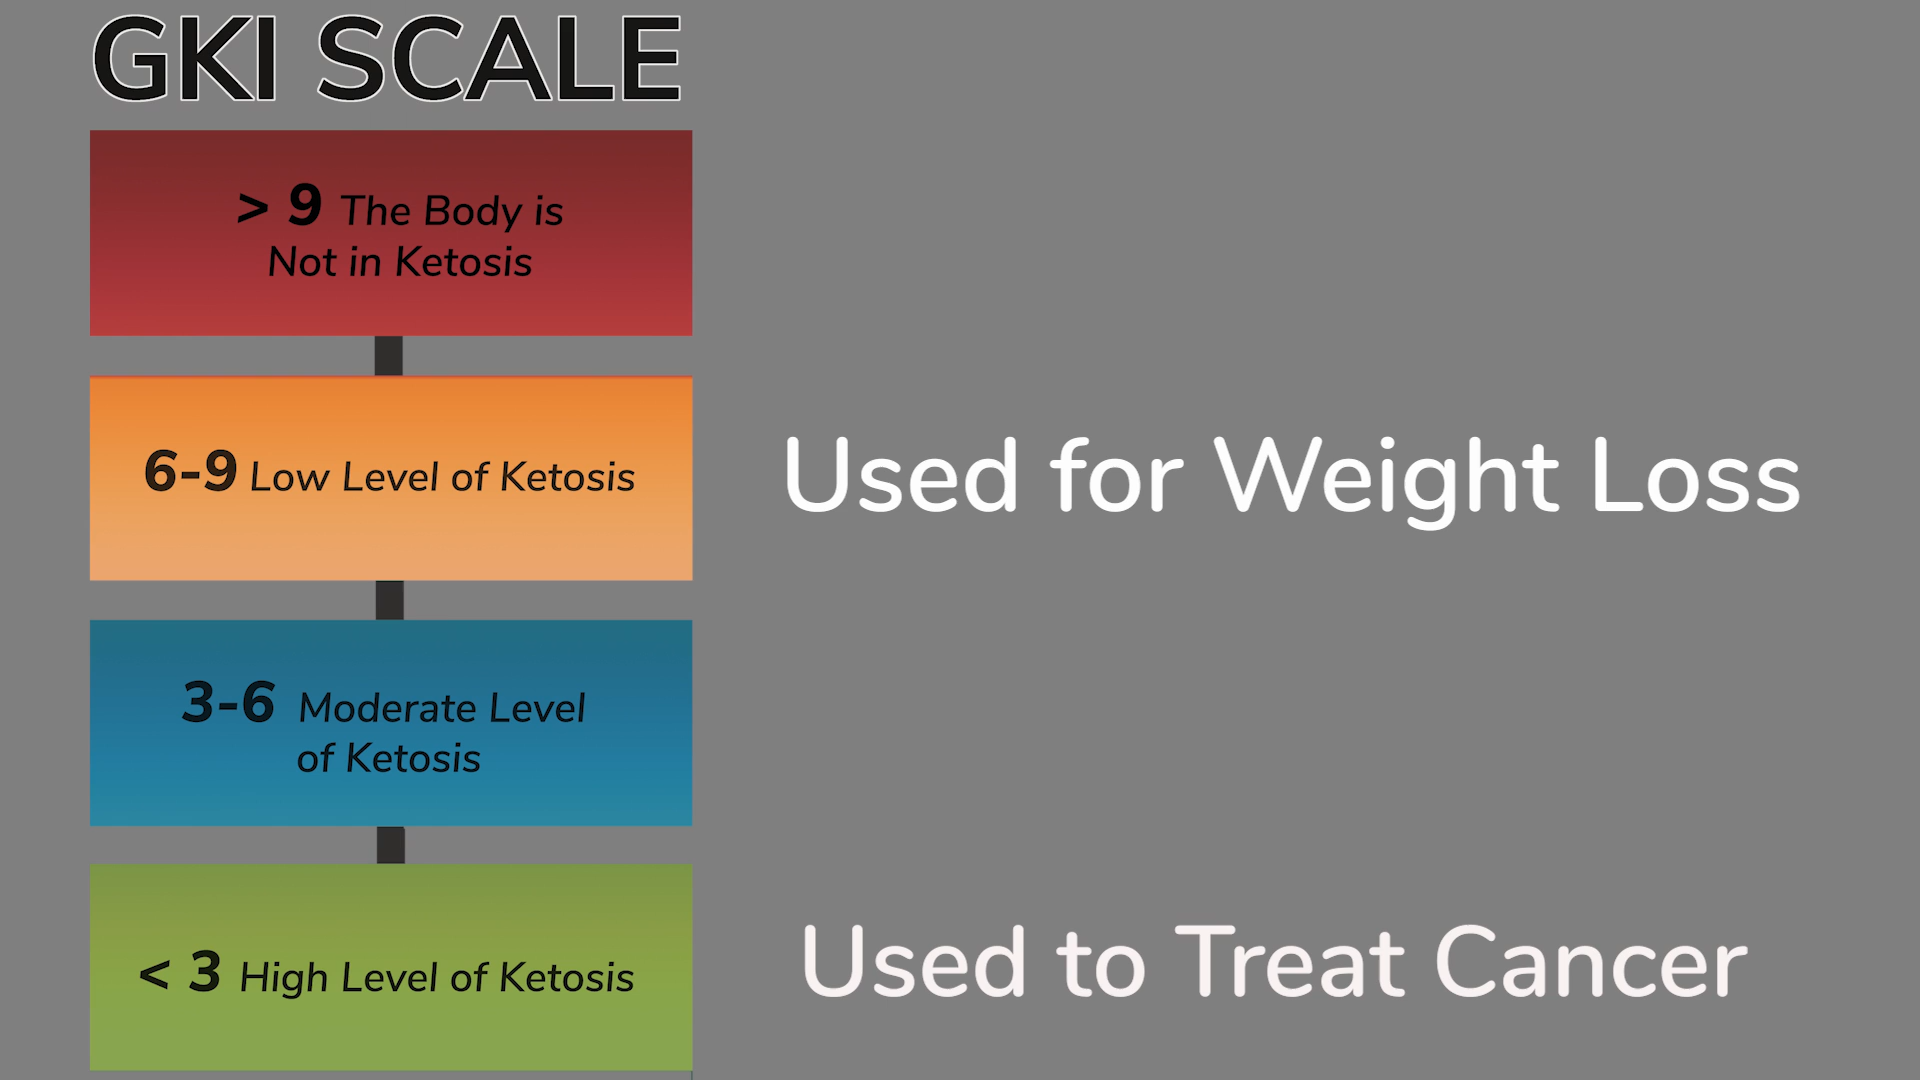 GKI SCALE
> 9 The Body is
Not in Ketosis
6-9 Low Level of Ketosis
Used for Weight Loss
3-6 Moderate Level
of Ketosis
< 3 High Level of Ketosis
Used to Treat Cancer